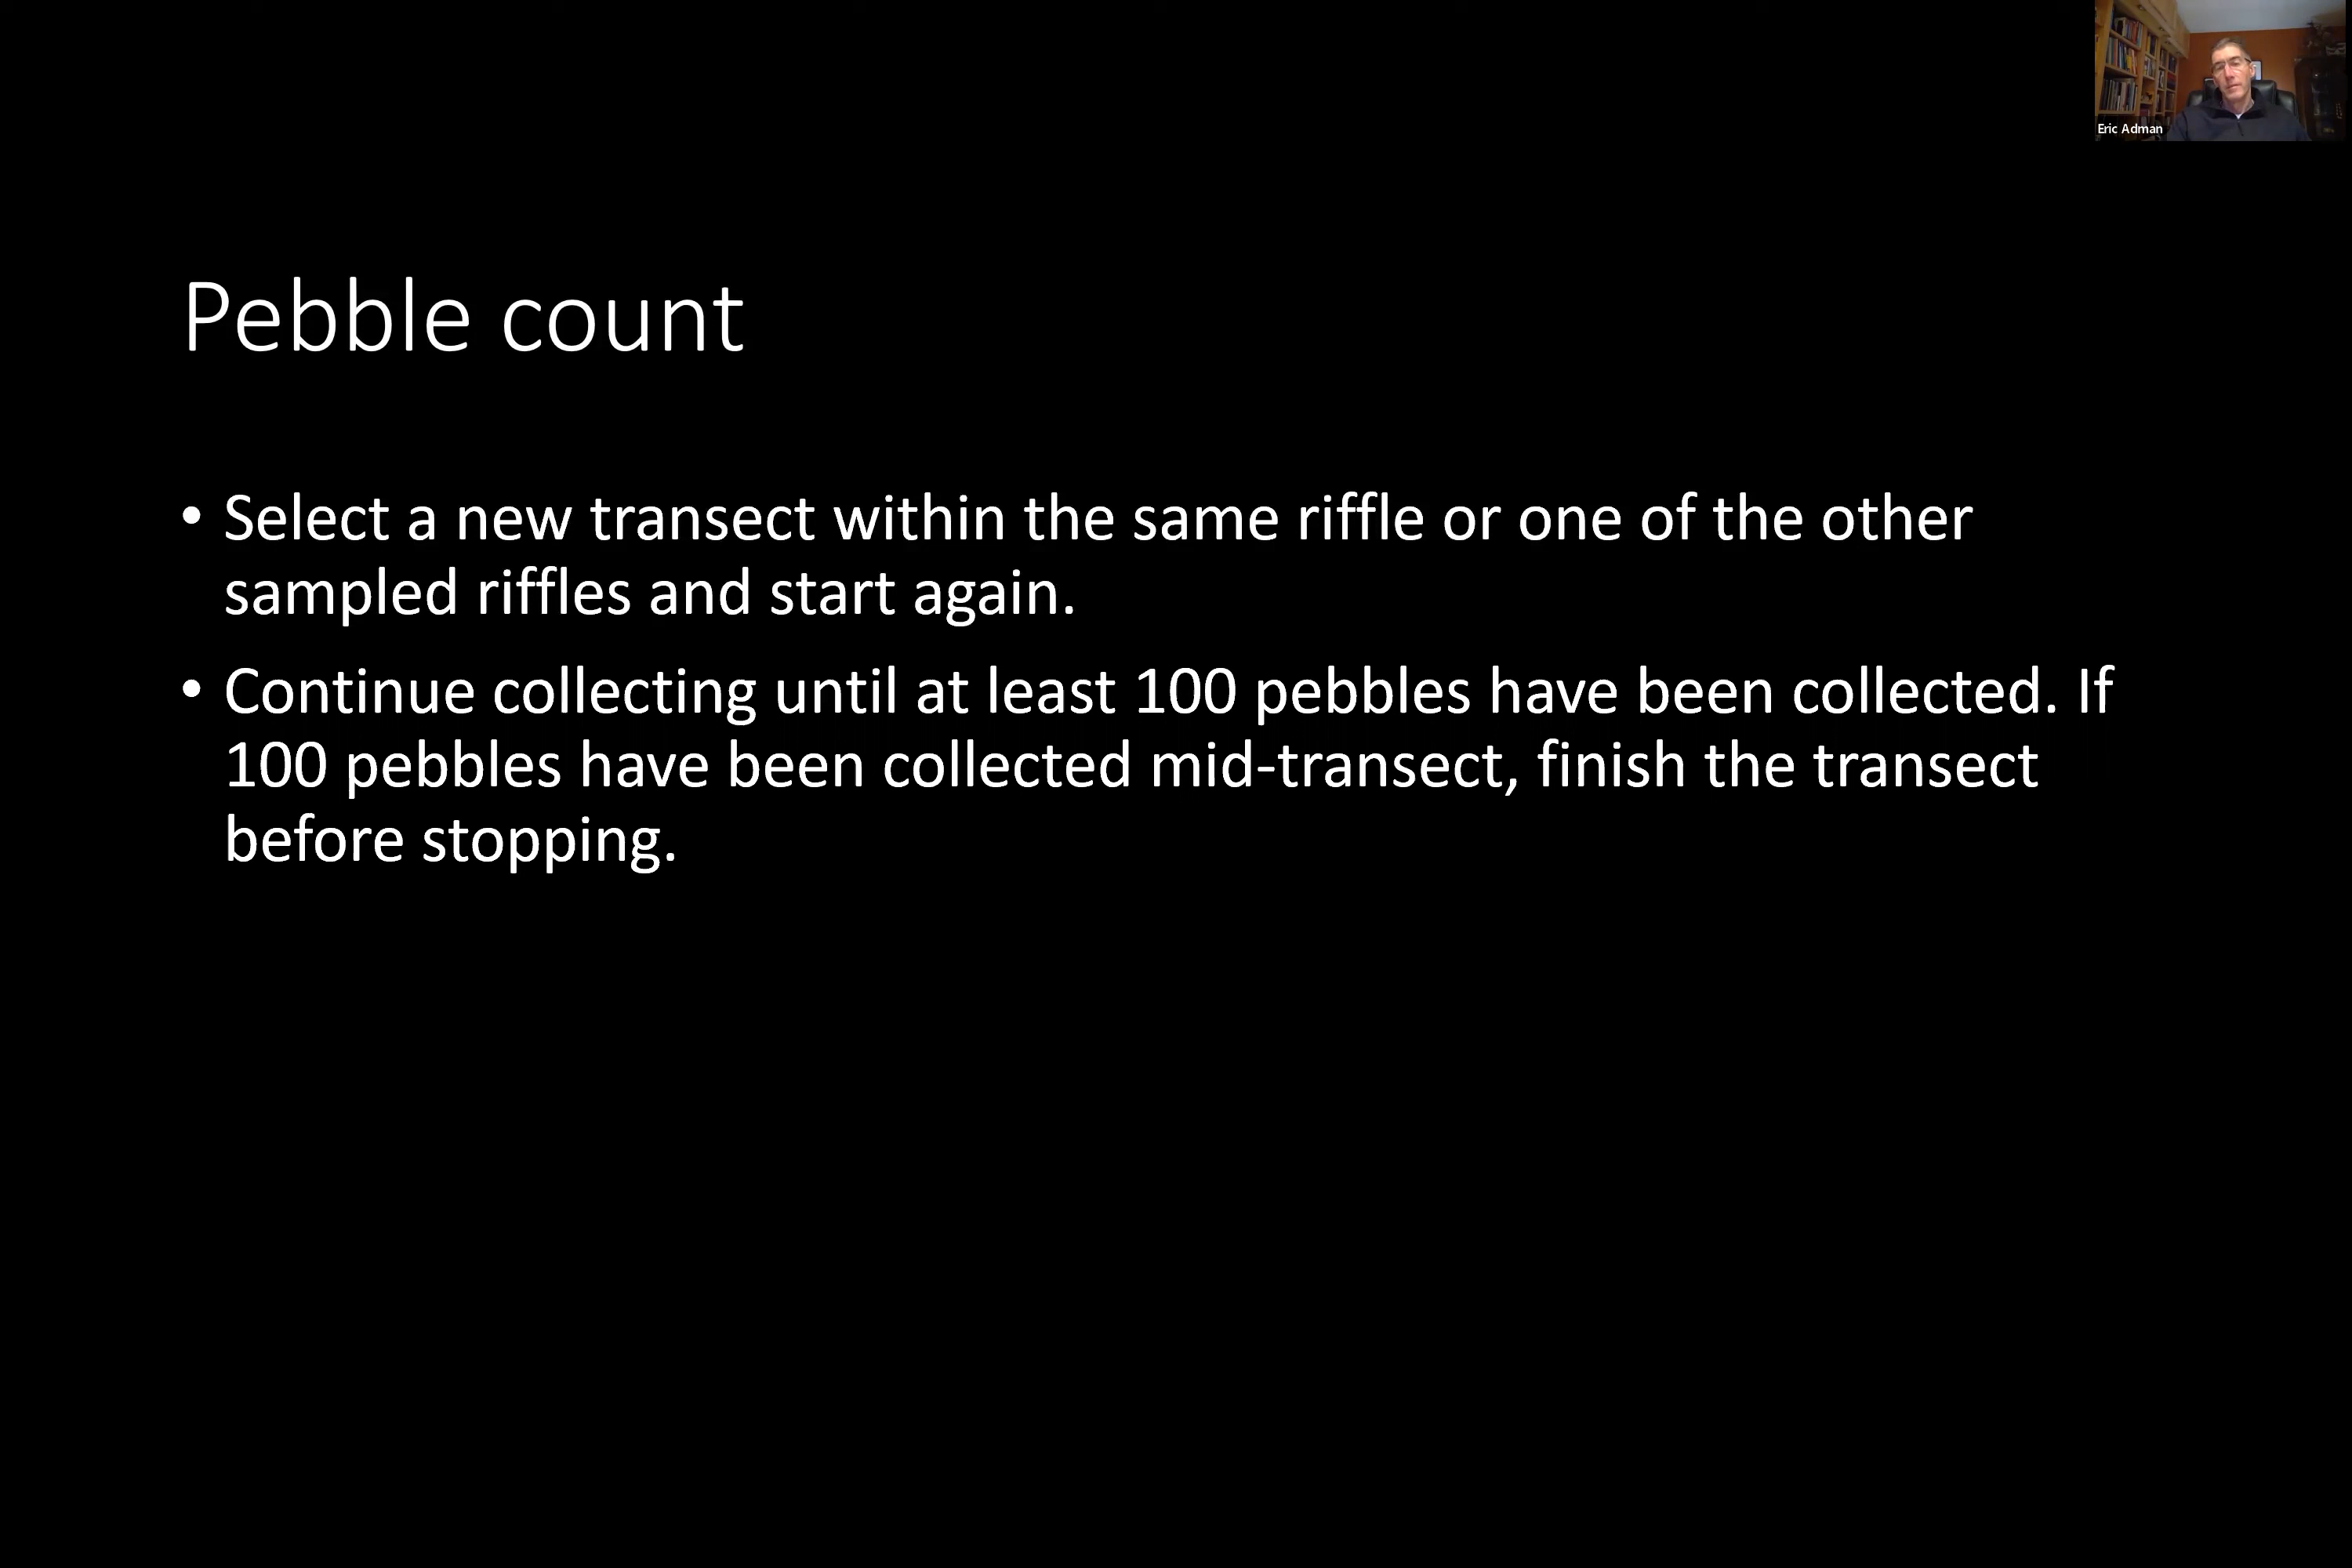 Eric Adman
Pebble count
• Select a new transect within the same riffle or one of the other
sampled riffles and start again.
• Continue collecting until at least 100 pebbles have been collected. If
100 pebbles have been collected mid-transect, finish the transect
before stopping.